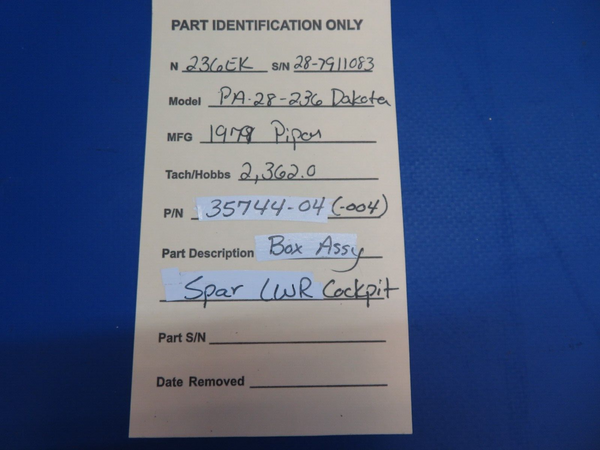 PART IDENTIFICATION ONLY
N 236EK S/N 28-7911083
Model PA-28-236 Dakota
MFG 1978 Piper
Tach/Hobbs 2,362.0
P/N 35744-04 (-004)
Part Description Box Assy
Spar LWR Cockpit
Part S/N
Date Removed